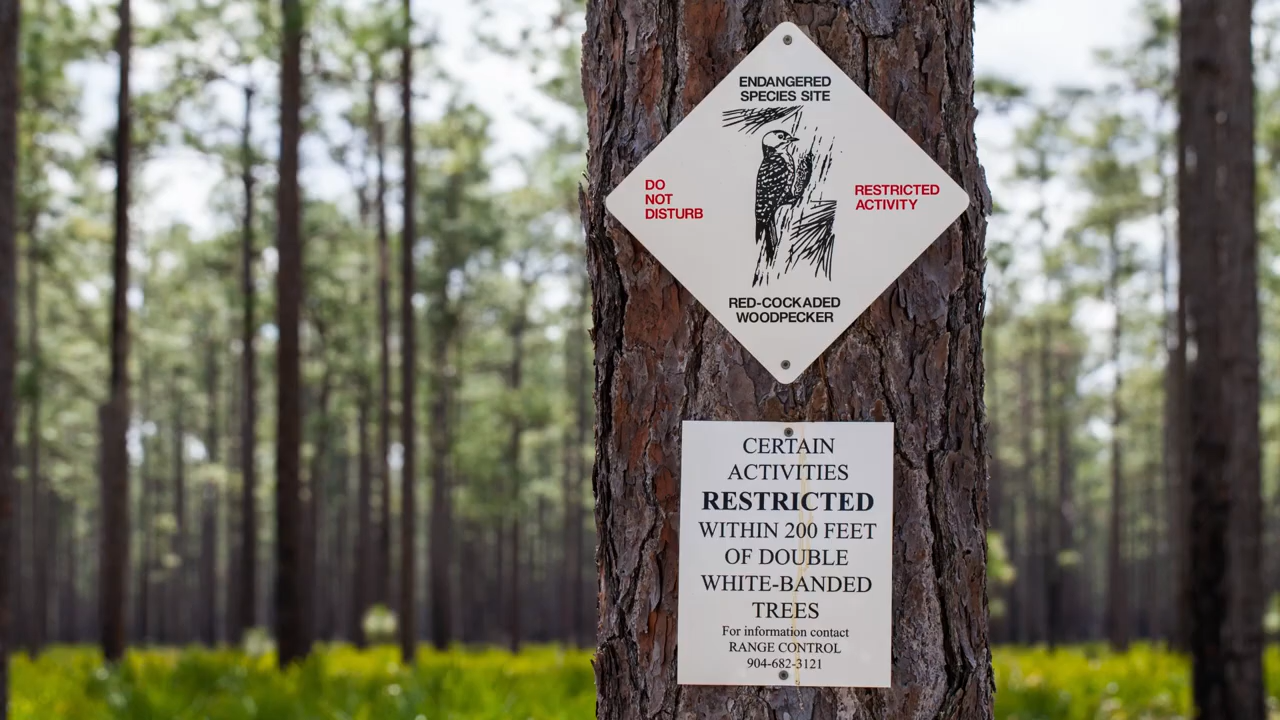 ENDANGERED
SPECIES SITE
DO
NOT
DISTURB
RESTRICTED
ACTIVITY
RED-COCKADED
WOODPECKER
CERTAIN
ACTIVITIES
RESTRICTED
WITHIN 200 FEET
OF DOUBLE
WHITE-BANDED
TREES
For information contact
RANGE CONTROL
904-682-3121